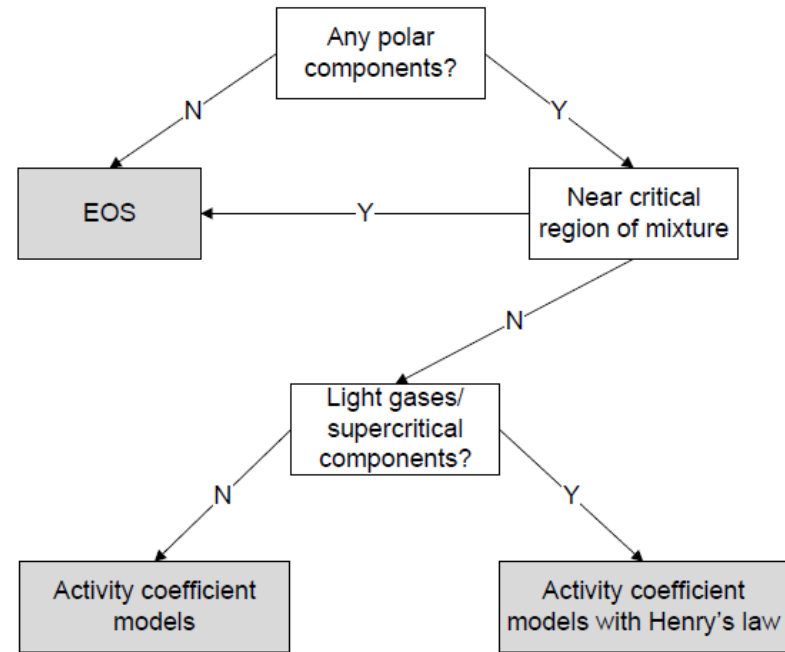 Any polar
components?
N
Y
EOS
Y
Near critical
region of mixture
N
Light gases/
supercritical
components?
N
Y
Activity coefficient
models
Activity coefficient
models with Henry's law